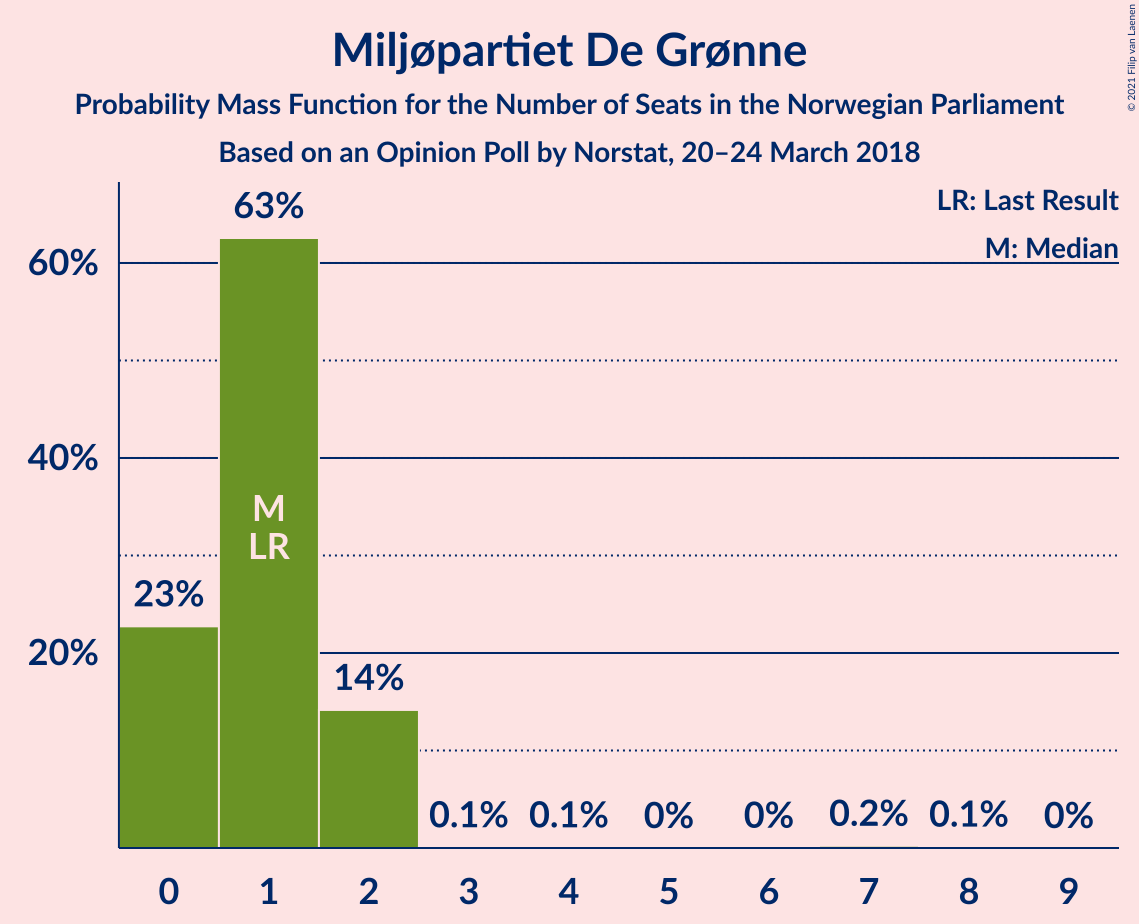 Miljøpartiet De Grønne
Probability Mass Function for the Number of Seats in the Norwegian Parliament
Based on an Opinion Poll by Norstat, 20–24 March 2018
© 2021 Filip van Laenen
LR: Last Result
M: Median
63%
60%
40%
M
LR
23%
20%
14%
0.1% 0.1% 0% 0% 0.2% 0.1% 0%
0 1 2 3 4 5 6 7 8 9